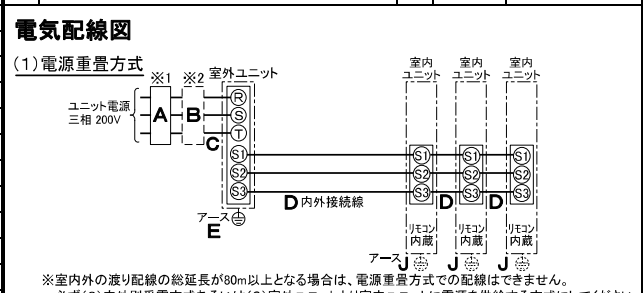 電気配線図
(1)電源重畳方式
※1
※2
室外ユニット
室内
ユニット
室内
ユニット
室内
ユニット
ユニット電源
三相 200V
A
B
C
R
S
T
S1
S2
S3
S1
S2
S3
S1
S2
S3
S1
S2
S3
D 内外接続線
D
D
アース
E
リモコン
内蔵
リモコン
内蔵
リモコン
内蔵
アース J
J
J
※室内外の渡り配線の総延長が80m以上となる場合は、電源重畳方式での配線はできません。